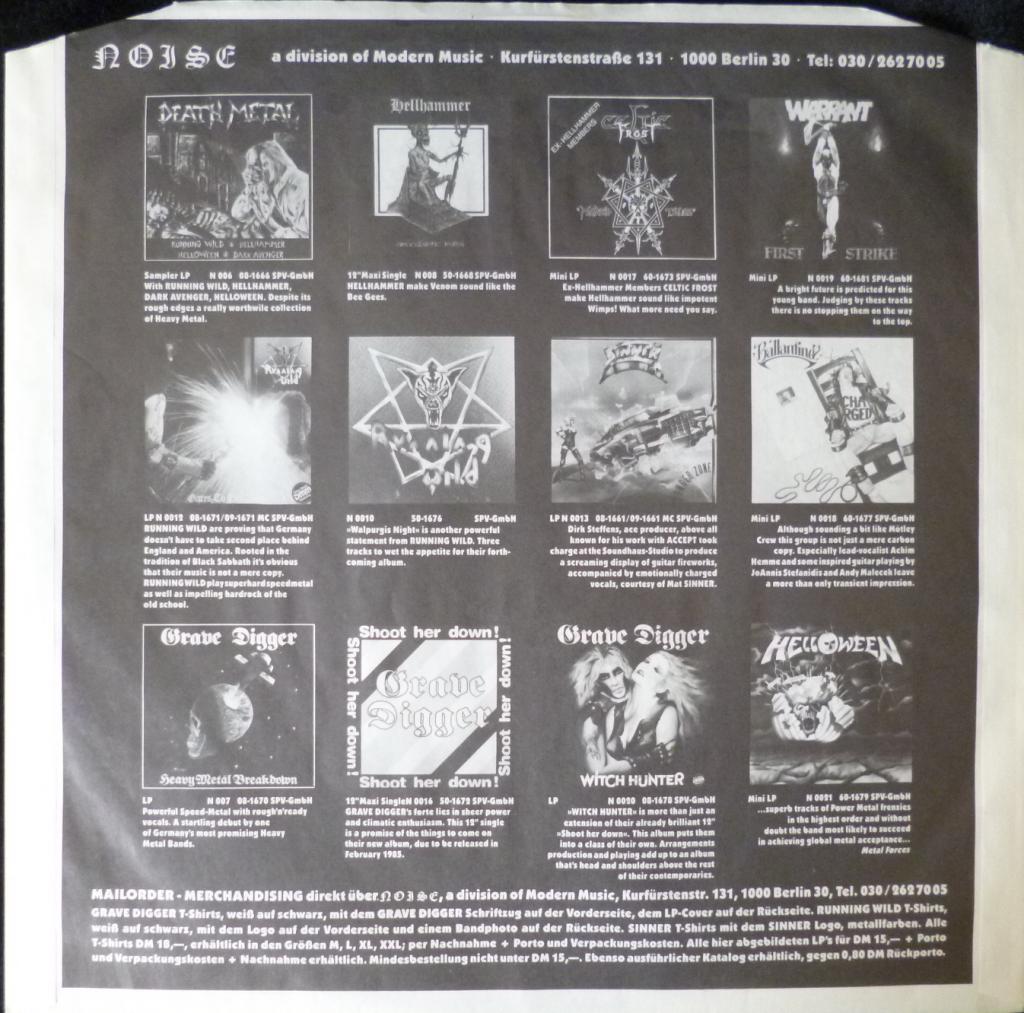 NOISE a division of Modern Music · Kurfürstenstraße 131 · 1000 Berlin 30 · Tel: 030/2627005
DEATH METAL
RUNNING WILD HELLHAMMER
HELLOWEEN DARK AVENGER
Sampler LP N 006 08-1666 SPV-GmbH
With RUNNING WILD, HELLHAMMER,
DARK AVENGER, HELLOWEEN. Despite its
rough edges a really worthwile collection
of Heavy Metal.
Hellhammer
12"Maxi Single N 008 50-1668 SPV-GmbH
HELLHAMMER make Venom sound like the
Bee Gees.
EX-HELLHAMMER
MEMBERS
Celtic
FROST
Mini LP N 0017 60-1673 SPV-GmbH
Ex-Hellhammer Members CELTIC FROST
make Hellhammer sound like impotent
Wimps! What more need you say.
WARRANT
FIRST STRIKE
Mini LP N 0019 60-1681 SPV-GmbH
A bright future is predicted for this
young band. Judging by these tracks
there is no stopping them on the way
to the top.
Running
Wild
LP N 0012 08-1671/09-1671 MC SPV-GmbH
RUNNING WILD are proving that Germany
doesn't have to take second place behind
England and America. Rooted in the
tradition of Black Sabbath it's obvious
that their music is not a mere copy.
RUNNING WILD play superhard speedmetal
as well as impelling hardrock of the
old school.
Running
Wild
N 0010 50-1676 SPV-GmbH
»Walpurgis Night« is another powerful
statement from RUNNING WILD. Three
tracks to wet the appetite for their forth-
coming album.
SINNER
DANGER ZONE
LP N 0013 08-1661/09-1661 MC SPV-GmbH
Dirk Steffens, ace producer, above all
known for his work with ACCEPT took
charge at the Soundhaus-Studio to produce
a screaming display of guitar fireworks,
accompanied by emotionally charged
vocals, courtesy of Mat SINNER.
Ballantinez
CHA
RGED
Mini LP N 0018 60-1677 SPV-GmbH
Although sounding a bit like Mötley
Crew this group is not just a mere carbon
copy. Especially lead-vocalist Achim
Hemme and some inspired guitar playing by
JoAnnis Stefanidis and Andy Malecek leave
a more than only transient impression.
Grave Digger
Heavy Metal Breakdown
LP N 007 08-1670 SPV-GmbH
Powerful Speed-Metal with rough'n'ready
vocals. A startling debut by one
of Germany's most promising Heavy
Metal Bands.
Shoot her down!
Shoot her down!
Grave
Digger
Shoot her down!
Shoot her down!
12"Maxi Single N 0016 50-1672 SPV-GmbH
GRAVE DIGGER's forte lies in sheer power
and climatic enthusiasm. This 12" single
is a promise of the things to come on
their new album, due to be released in
February 1985.
Grave Digger
WITCH HUNTER
LP N 0020 08-1678 SPV-GmbH
»WITCH HUNTER« is more than just an
extension of their already brilliant 12"
»Shoot her down«. This album puts them
into a class of their own. Arrangements
production and playing add up to an album
that's head and shoulders above the rest
of their contemporaries.
HELLOWEEN
Mini LP N 0021 60-1679 SPV-GmbH
...superb tracks of Power Metal frenzies
in the highest order and without
doubt the band most likely to succeed
in achieving global metal acceptance...
Metal Forces
MAILORDER - MERCHANDISING direkt über NOISE, a division of Modern Music, Kurfürstenstr. 131, 1000 Berlin 30, Tel. 030/2627005
GRAVE DIGGER T-Shirts, weiß auf schwarz, mit dem GRAVE DIGGER Schriftzug auf der Vorderseite, dem LP-Cover auf der Rückseite. RUNNING WILD T-Shirts,
weiß auf schwarz, mit dem Logo auf der Vorderseite und einem Bandphoto auf der Rückseite. SINNER T-Shirts mit dem SINNER Logo, metallfarben. Alle
T-Shirts DM 18,—, erhältlich in den Größen M, L, XL, XXL; per Nachnahme + Porto und Verpackungskosten. Alle hier abgebildeten LP's für DM 15,— + Porto
und Verpackungskosten + Nachnahme erhältlich. Mindesbestellung nicht unter DM 15,—. Ebenso ausführlicher Katalog erhältlich, gegen 0,80 DM Rückporto.